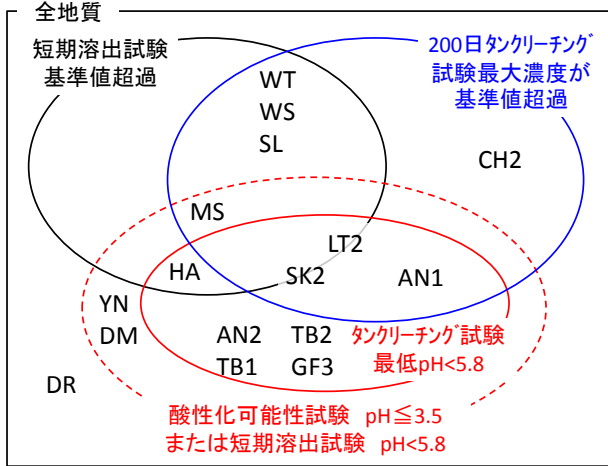 全地質
短期溶出試験
基準値超過
200日ﾀﾝｸﾘｰﾁﾝｸﾞ
試験最大濃度が
基準値超過
WT
WS
SL
CH2
MS
LT2
HA
SK2
AN1
YN
DM
AN2 TB2
TB1 GF3
ﾀﾝｸﾘｰﾁﾝｸﾞ試験
最低pH<5.8
DR
酸性化可能性試験 pH≦3.5
または短期溶出試験 pH<5.8